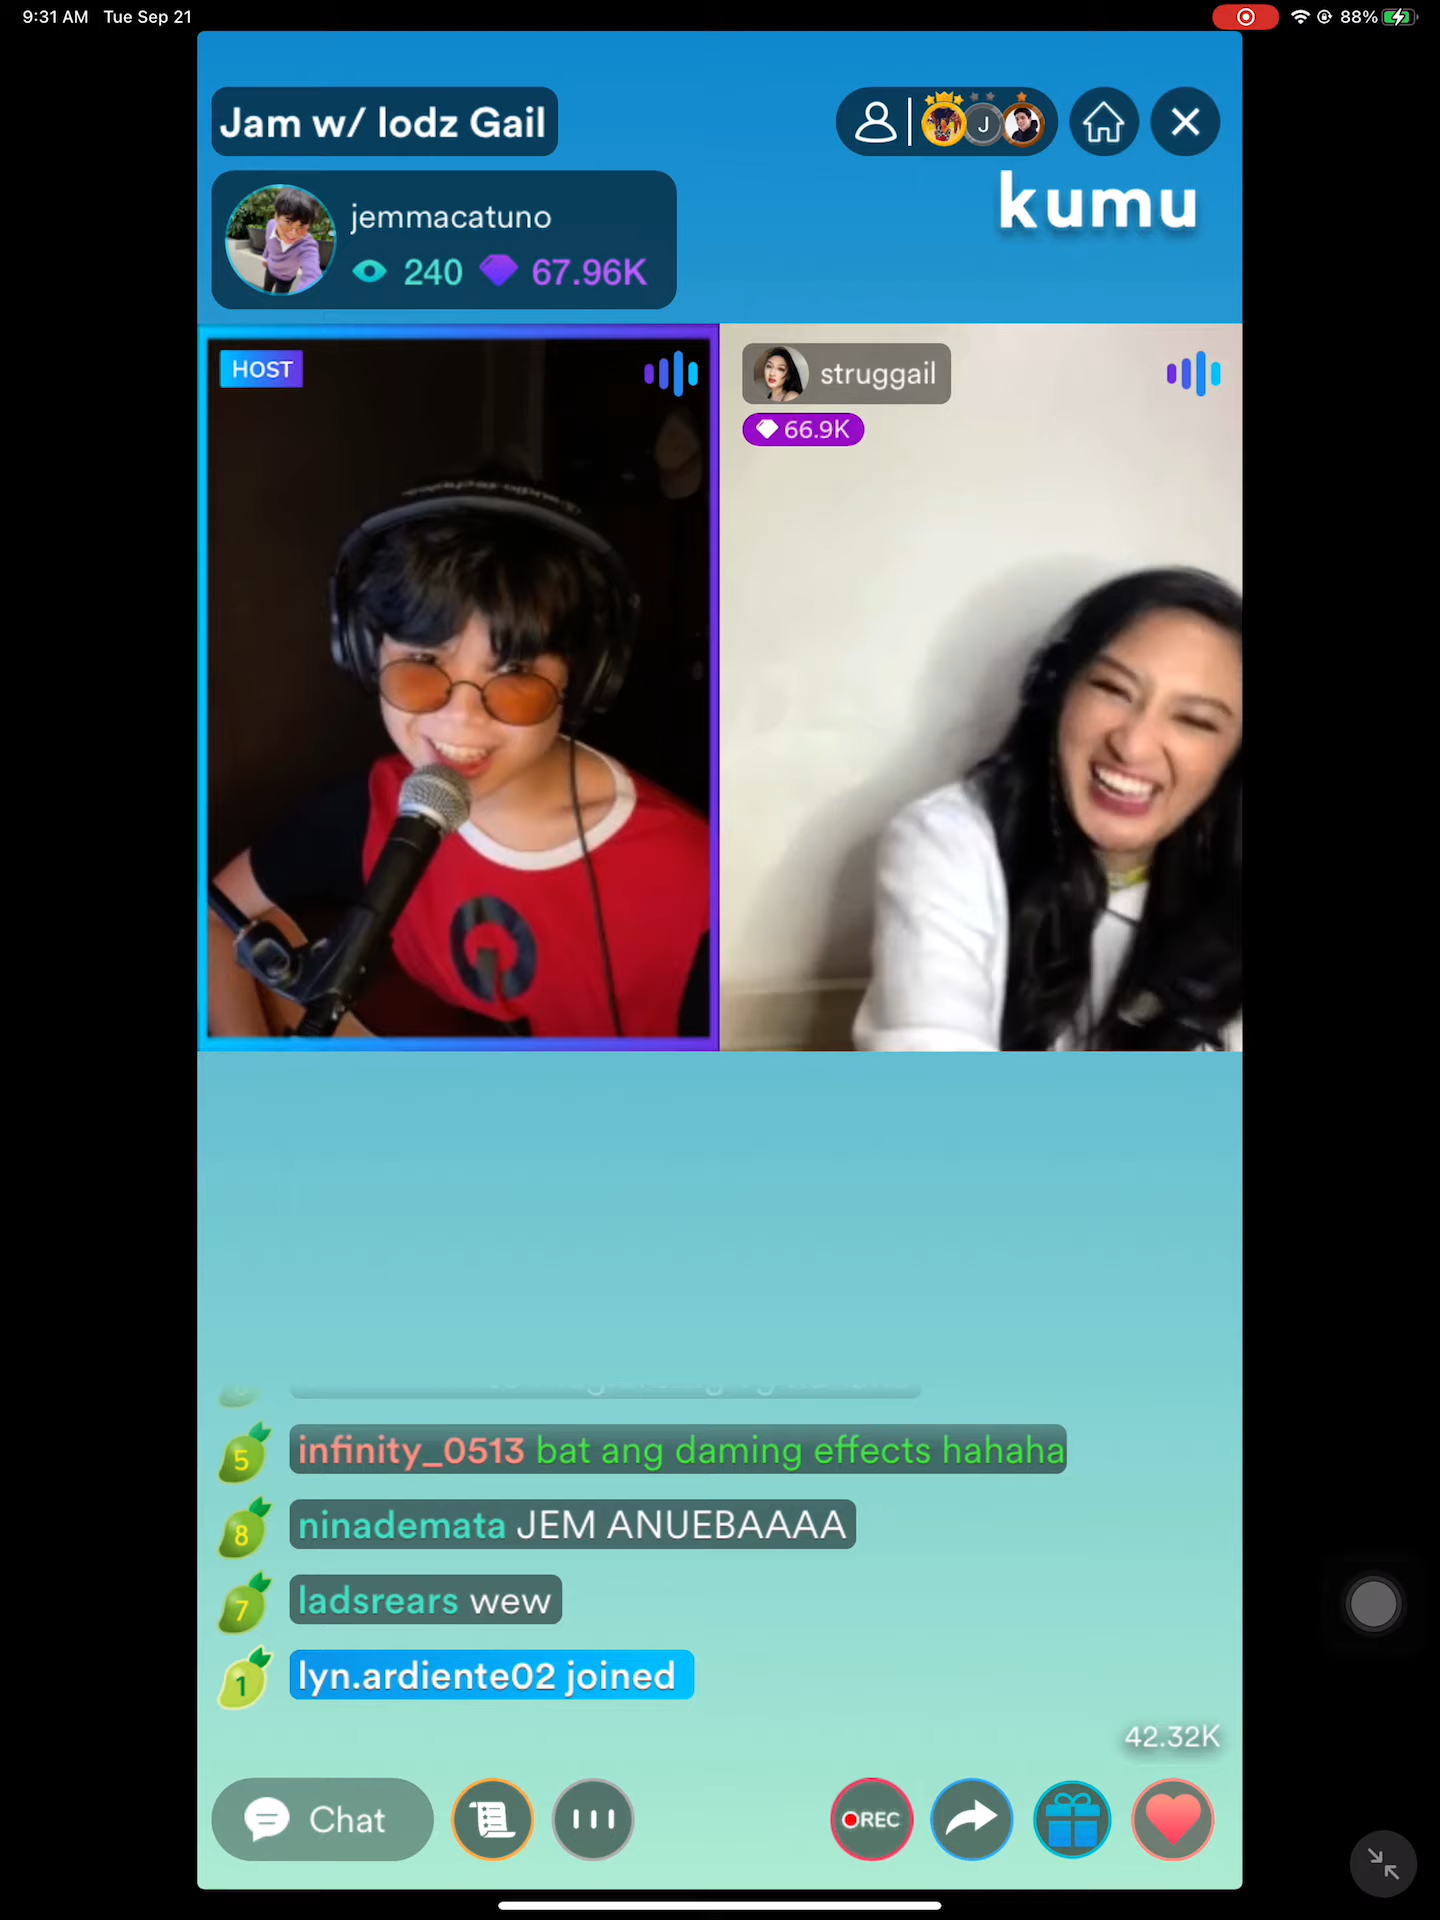 9:31 AM Tue Sep 21
88%
Jam w/ lodz Gail
J
kumu
jemmacatuno
240 67.96K
HOST
struggail
66.9K
5 infinity_0513 bat ang daming effects hahaha
8 ninademata JEM ANUEBAAAA
7 ladsrears wew
1 lyn.ardiente02 joined
42.32K
Chat
REC